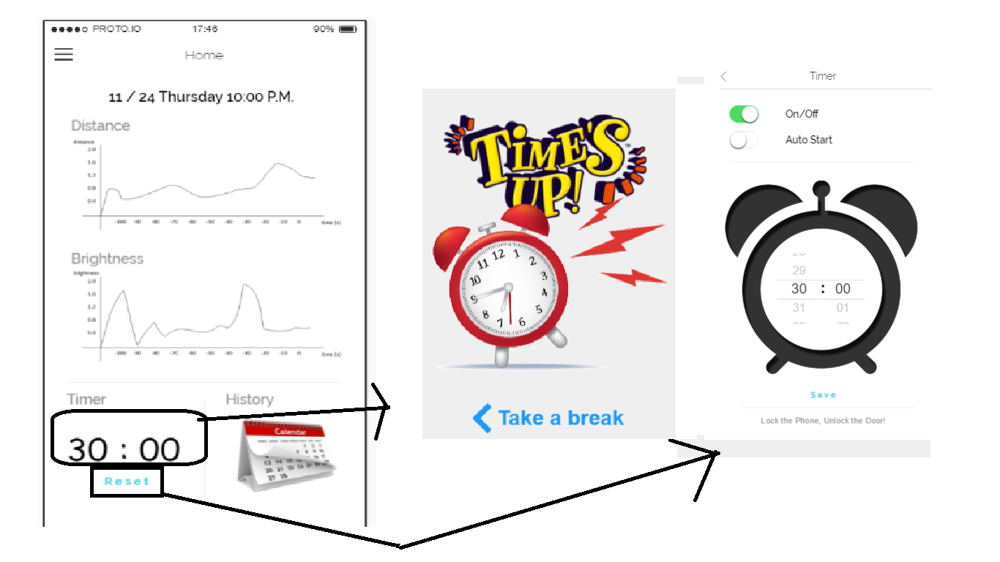 PROTO.IO 17:46 90%
Home
11 / 24 Thursday 10:00 P.M.
Distance
distance
2.0
1.6
1.2
0.8
0.4
-100 -90 -80 -70 -60 -50 -40 -30 -20 -10 0 time (s)
Brightness
brightness
2.0
1.6
1.2
0.8
0.4
-100 -90 -80 -70 -60 -50 -40 -30 -20 -10 0 time (s)
Timer
30 : 00
Reset
History
Calendar
TIME'S
UP!
12 1 2 3 4 5 6 7 8 9 10 11
Take a break
Timer
On/Off
Auto Start
29
30 : 00
31 01
Save
Lock the Phone, Unlock the Door!